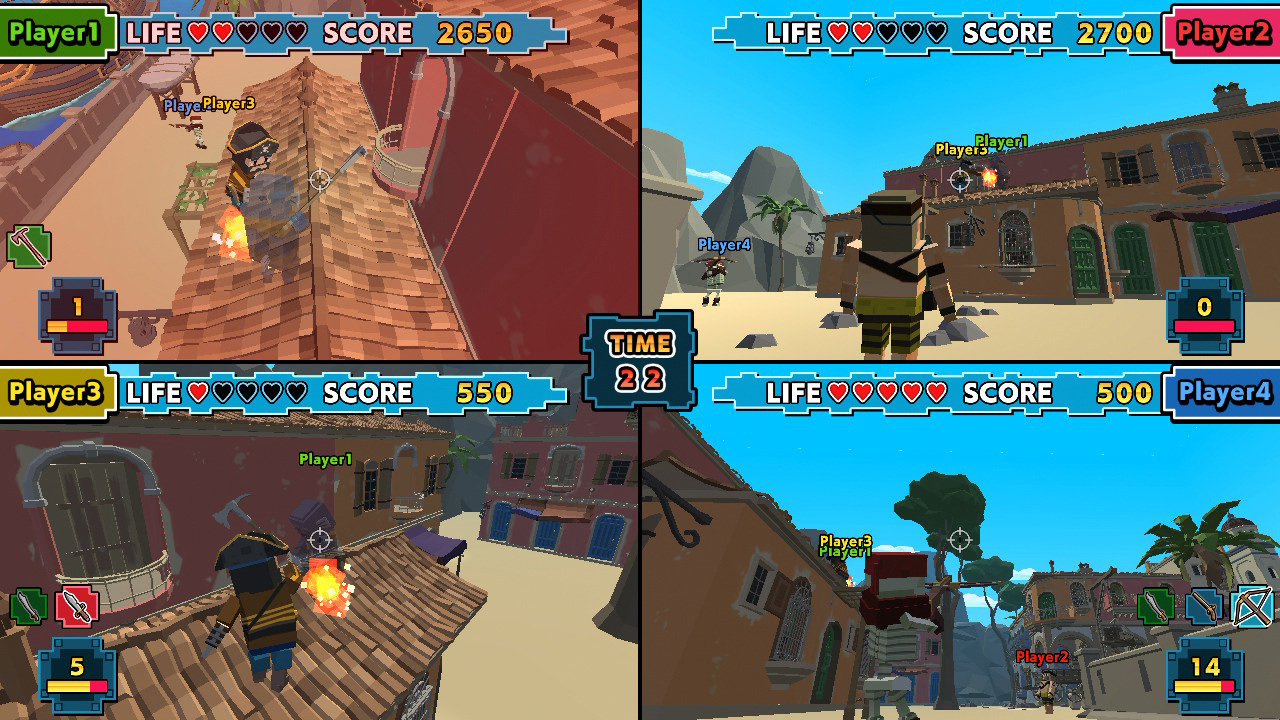 Player1 LIFE SCORE 2650
LIFE SCORE 2700 Player2
Player3
Player1
Player3
Player4
1
0
TIME
22
Player3 LIFE SCORE 550
LIFE SCORE 500 Player4
Player1
Player3
Player1
Player2
5
14